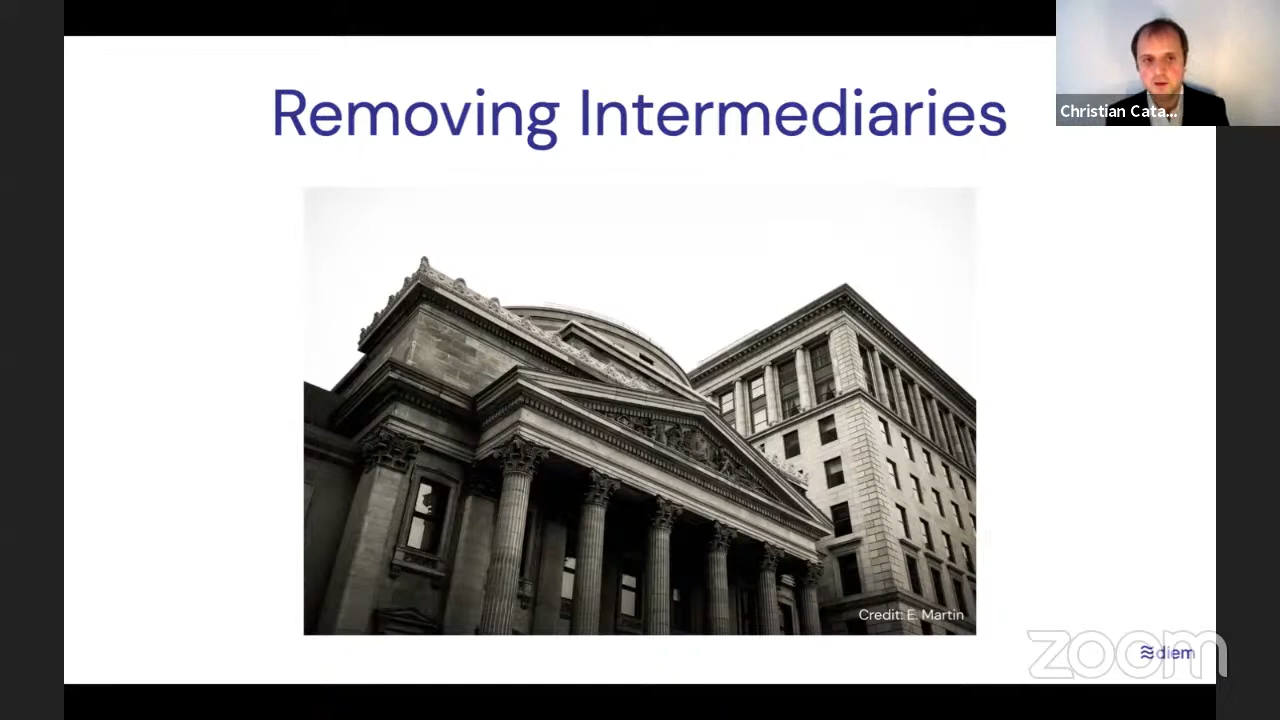 Removing Intermediaries
Christian Cata...
Credit: E. Martin
zoom
diem